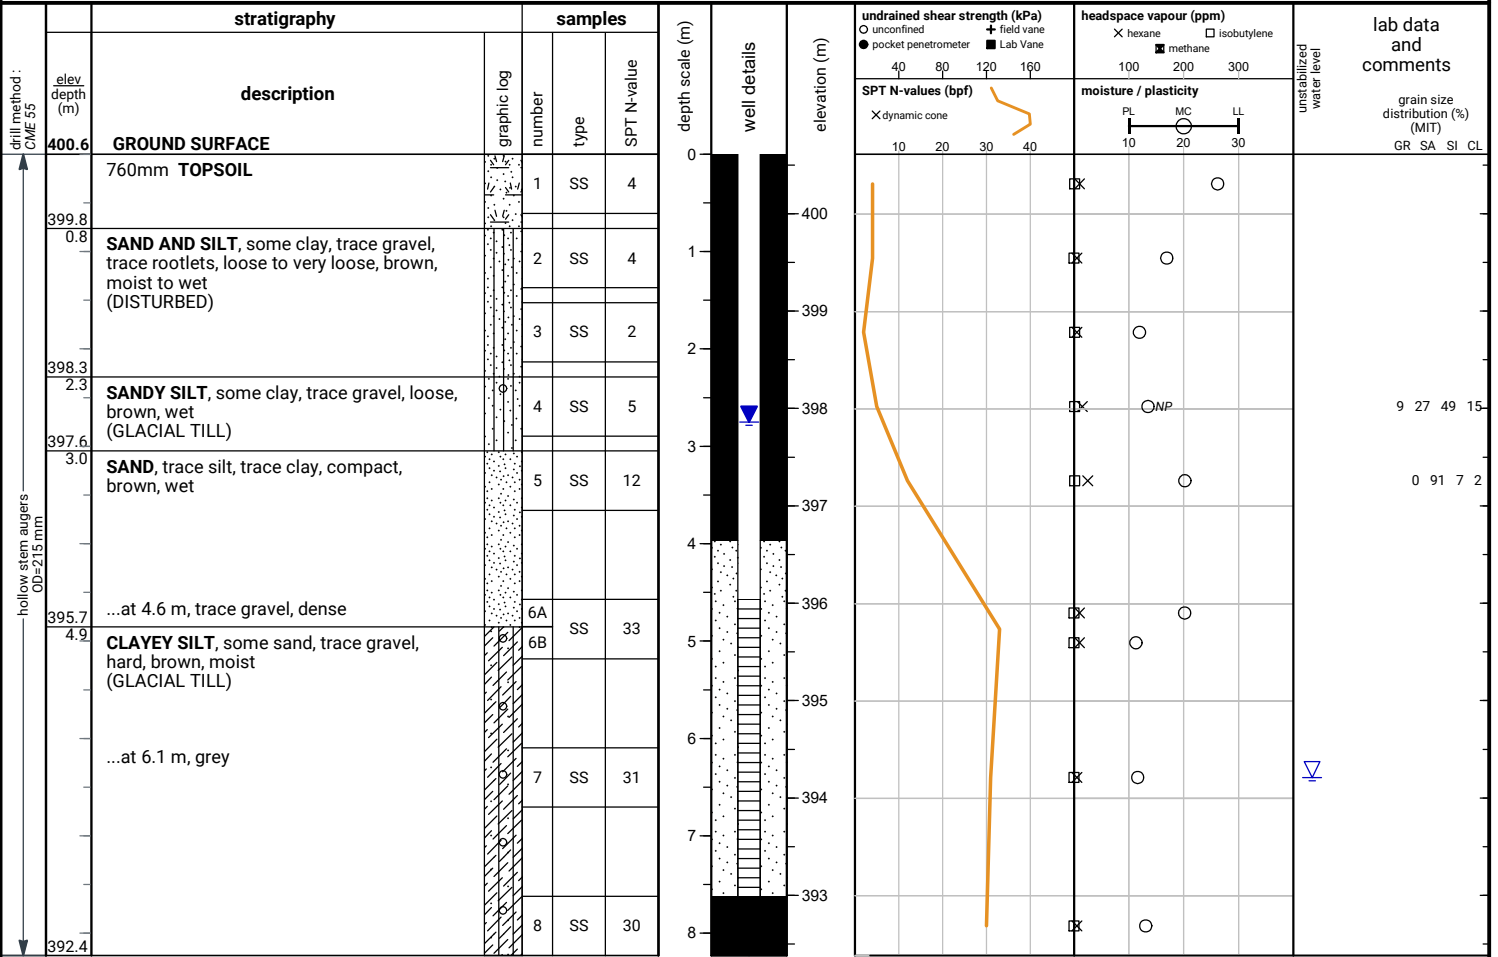 stratigraphy
samples
drill method :
CME 55
elev
depth
(m)
description
graphic log
number
type
SPT N-value
depth scale (m)
well details
elevation (m)
undrained shear strength (kPa)
unconfined
field vane
pocket penetrometer
Lab Vane
40 80 120 160
SPT N-values (bpf)
dynamic cone
10 20 30 40
headspace vapour (ppm)
hexane
isobutylene
methane
100 200 300
moisture / plasticity
PL MC LL
10 20 30
unstabilized
water level
lab data
and
comments
grain size
distribution (%)
(MIT)
GR SA SI CL
400.6 GROUND SURFACE
hollow stem augers
OD=215 mm
760mm TOPSOIL
1 SS 4
399.8
0.8
SAND AND SILT, some clay, trace gravel,
trace rootlets, loose to very loose, brown,
moist to wet
(DISTURBED)
2 SS 4
3 SS 2
398.3
2.3
SANDY SILT, some clay, trace gravel, loose,
brown, wet
(GLACIAL TILL)
4 SS 5
NP
9 27 49 15
397.6
3.0
SAND, trace silt, trace clay, compact,
brown, wet
5 SS 12
0 91 7 2
...at 4.6 m, trace gravel, dense
6A
SS 33
6B
395.7
4.9
CLAYEY SILT, some sand, trace gravel,
hard, brown, moist
(GLACIAL TILL)
...at 6.1 m, grey
7 SS 31
8 SS 30
392.4
0
1
2
3
4
5
6
7
8
400
399
398
397
396
395
394
393